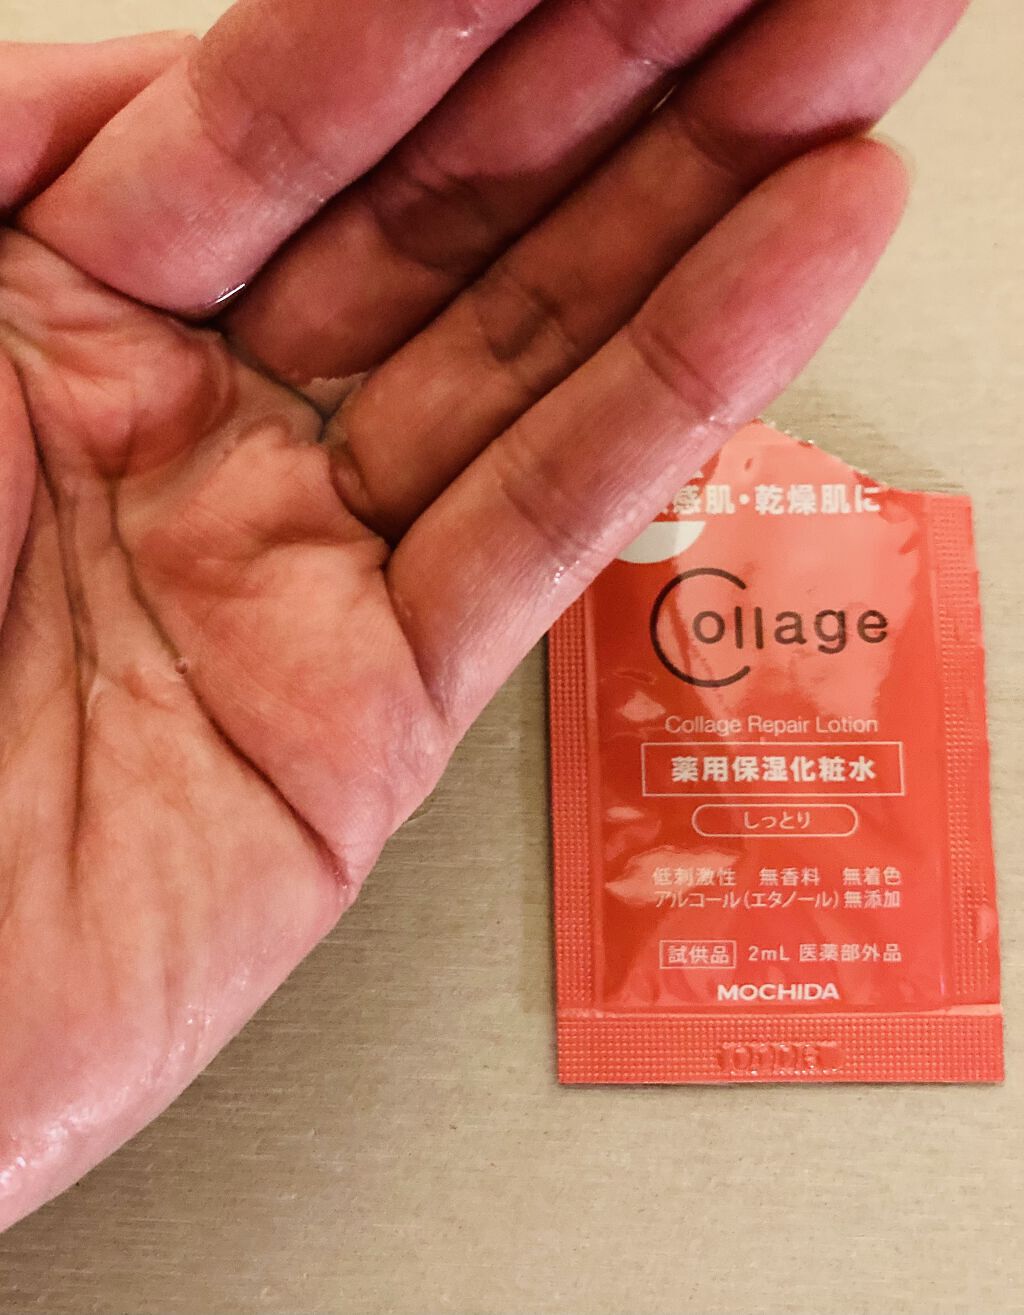 感肌・乾燥肌に
Collage
Collage Repair Lotion
薬用保湿化粧水
しっとり
低刺激性 無香料 無着色
アルコール(エタノール)無添加
試供品 2mL 医薬部外品
MOCHIDA